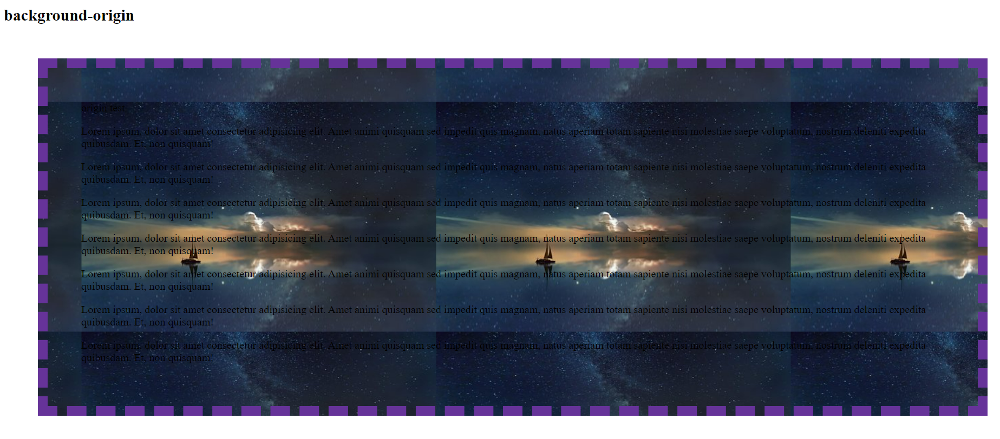 background-origin
origin test
Lorem ipsum, dolor sit amet consectetur adipisicing elit. Amet animi quisquam sed impedit quis magnam, natus aperiam totam sapiente nisi molestiae saepe voluptatum, nostrum deleniti expedita
quibusdam. Et, non quisquam!
Lorem ipsum, dolor sit amet consectetur adipisicing elit. Amet animi quisquam sed impedit quis magnam, natus aperiam totam sapiente nisi molestiae saepe voluptatum, nostrum deleniti expedita
quibusdam. Et, non quisquam!
Lorem ipsum, dolor sit amet consectetur adipisicing elit. Amet animi quisquam sed impedit quis magnam, natus aperiam totam sapiente nisi molestiae saepe voluptatum, nostrum deleniti expedita
quibusdam. Et, non quisquam!
Lorem ipsum, dolor sit amet consectetur adipisicing elit. Amet animi quisquam sed impedit quis magnam, natus aperiam totam sapiente nisi molestiae saepe voluptatum, nostrum deleniti expedita
quibusdam. Et, non quisquam!
Lorem ipsum, dolor sit amet consectetur adipisicing elit. Amet animi quisquam sed impedit quis magnam, natus aperiam totam sapiente nisi molestiae saepe voluptatum, nostrum deleniti expedita
quibusdam. Et, non quisquam!
Lorem ipsum, dolor sit amet consectetur adipisicing elit. Amet animi quisquam sed impedit quis magnam, natus aperiam totam sapiente nisi molestiae saepe voluptatum, nostrum deleniti expedita
quibusdam. Et, non quisquam!
Lorem ipsum, dolor sit amet consectetur adipisicing elit. Amet animi quisquam sed impedit quis magnam, natus aperiam totam sapiente nisi molestiae saepe voluptatum, nostrum deleniti expedita
quibusdam. Et, non quisquam!